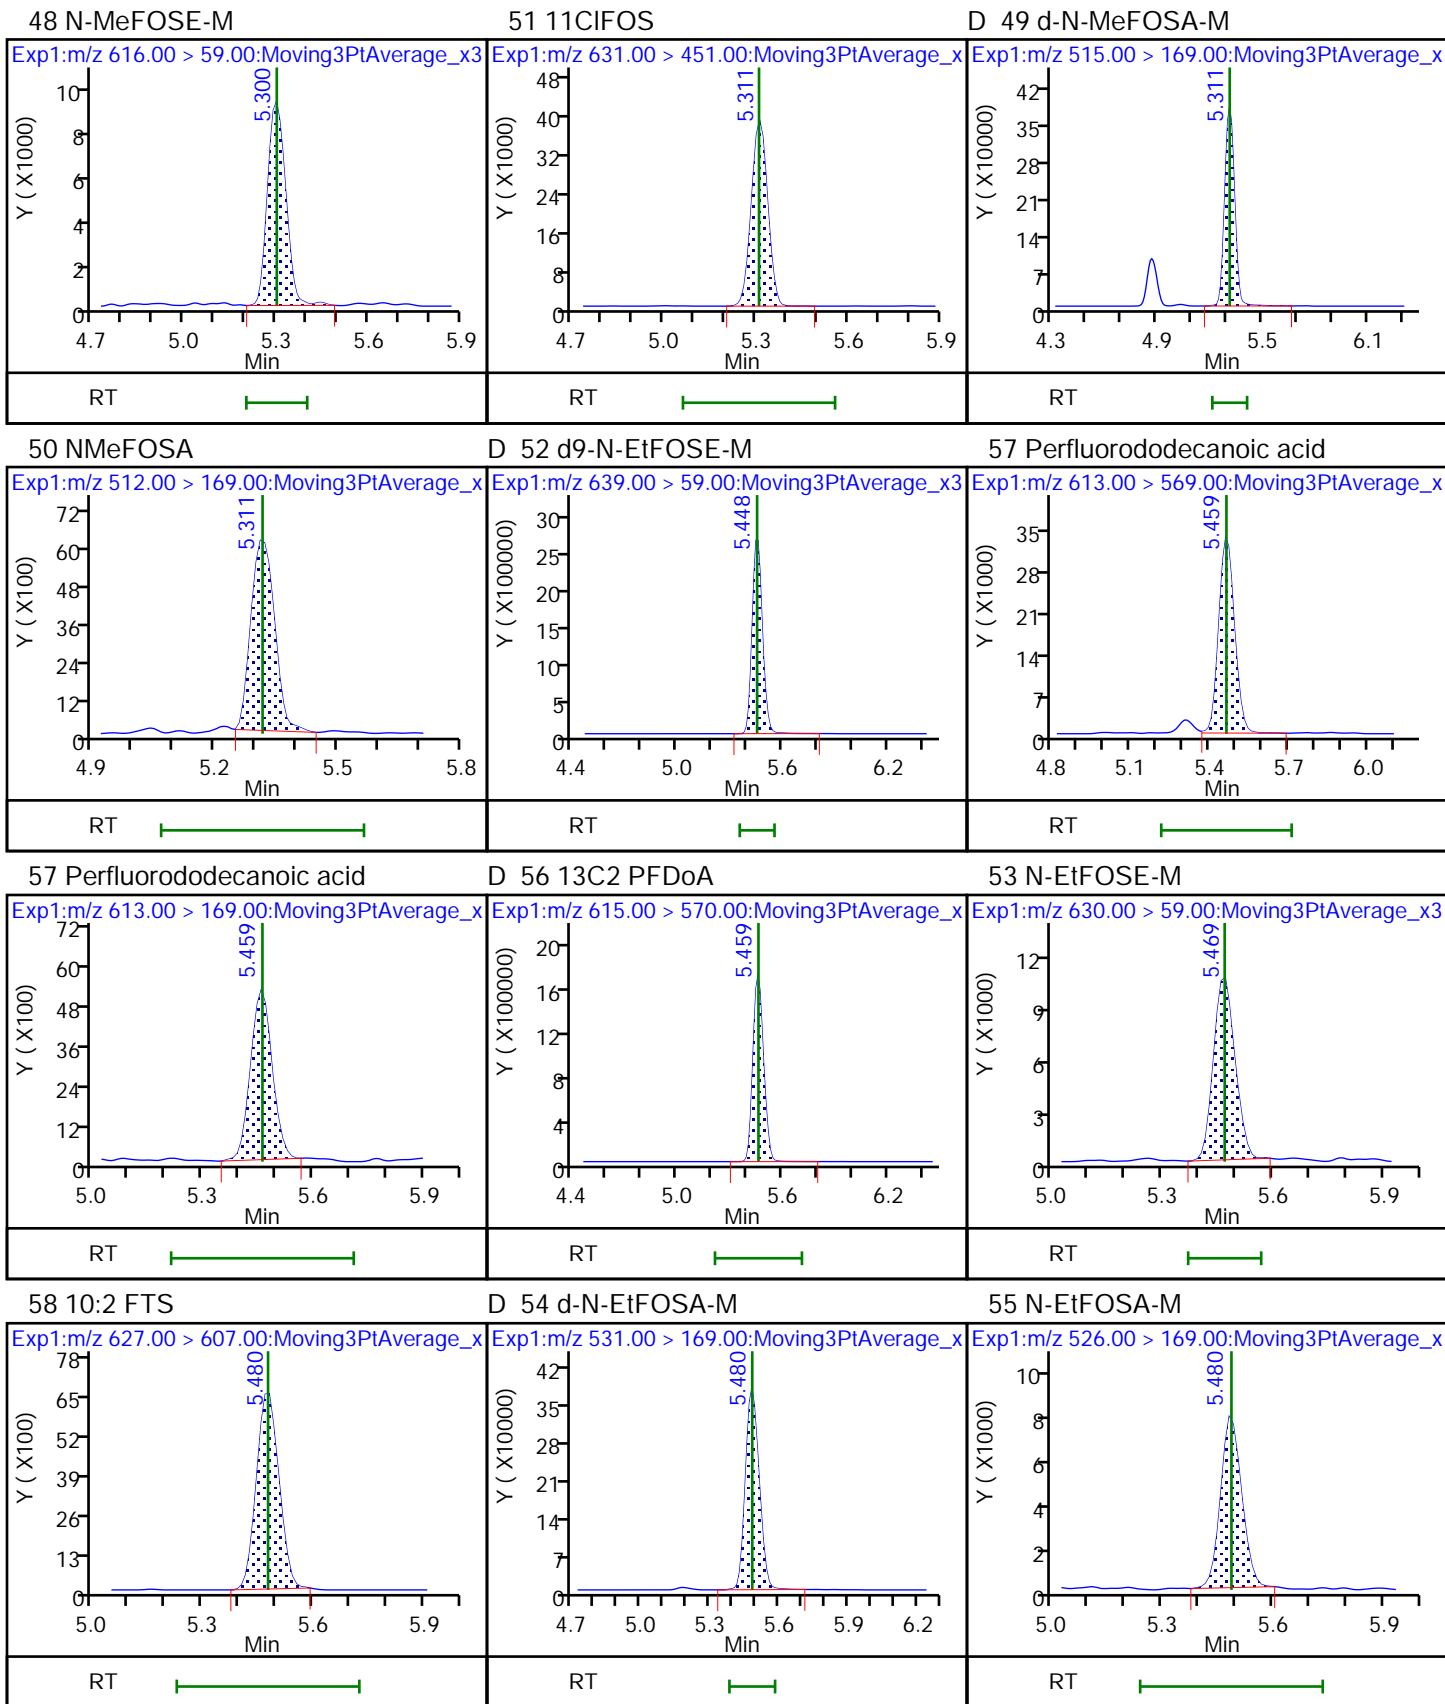 48 N-MeFOSE-M
Exp1:m/z 616.00 > 59.00:Moving3PtAverage_x3
5.300
Y ( X1000)
10
8
6
4
2
0
4.7 5.0 5.3 5.6 5.9
Min
RT
51 11ClFOS
Exp1:m/z 631.00 > 451.00:Moving3PtAverage_x
5.311
Y ( X1000)
48
40
32
24
16
8
0
4.7 5.0 5.3 5.6 5.9
Min
RT
D 49 d-N-MeFOSA-M
Exp1:m/z 515.00 > 169.00:Moving3PtAverage_x
5.311
Y ( X10000)
42
35
28
21
14
7
0
4.3 4.9 5.5 6.1
Min
RT
50 NMeFOSA
Exp1:m/z 512.00 > 169.00:Moving3PtAverage_x
5.311
Y ( X100)
72
60
48
36
24
12
0
4.9 5.2 5.5 5.8
Min
RT
D 52 d9-N-EtFOSE-M
Exp1:m/z 639.00 > 59.00:Moving3PtAverage_x3
5.448
Y ( X100000)
30
25
20
15
10
5
0
4.4 5.0 5.6 6.2
Min
RT
57 Perfluorododecanoic acid
Exp1:m/z 613.00 > 569.00:Moving3PtAverage_x
5.459
Y ( X1000)
35
28
21
14
7
0
4.8 5.1 5.4 5.7 6.0
Min
RT
57 Perfluorododecanoic acid
Exp1:m/z 613.00 > 169.00:Moving3PtAverage_x
5.459
Y ( X100)
72
60
48
36
24
12
0
5.0 5.3 5.6 5.9
Min
RT
D 56 13C2 PFDoA
Exp1:m/z 615.00 > 570.00:Moving3PtAverage_x
5.459
Y ( X100000)
20
16
12
8
4
0
4.4 5.0 5.6 6.2
Min
RT
53 N-EtFOSE-M
Exp1:m/z 630.00 > 59.00:Moving3PtAverage_x3
5.469
Y ( X1000)
12
9
6
3
0
5.0 5.3 5.6 5.9
Min
RT
58 10:2 FTS
Exp1:m/z 627.00 > 607.00:Moving3PtAverage_x
5.480
Y ( X100)
78
65
52
39
26
13
0
5.0 5.3 5.6 5.9
Min
RT
D 54 d-N-EtFOSA-M
Exp1:m/z 531.00 > 169.00:Moving3PtAverage_x
5.480
Y ( X10000)
42
35
28
21
14
7
0
4.7 5.0 5.3 5.6 5.9 6.2
Min
RT
55 N-EtFOSA-M
Exp1:m/z 526.00 > 169.00:Moving3PtAverage_x
5.480
Y ( X1000)
10
8
6
4
2
0
5.0 5.3 5.6 5.9
Min
RT